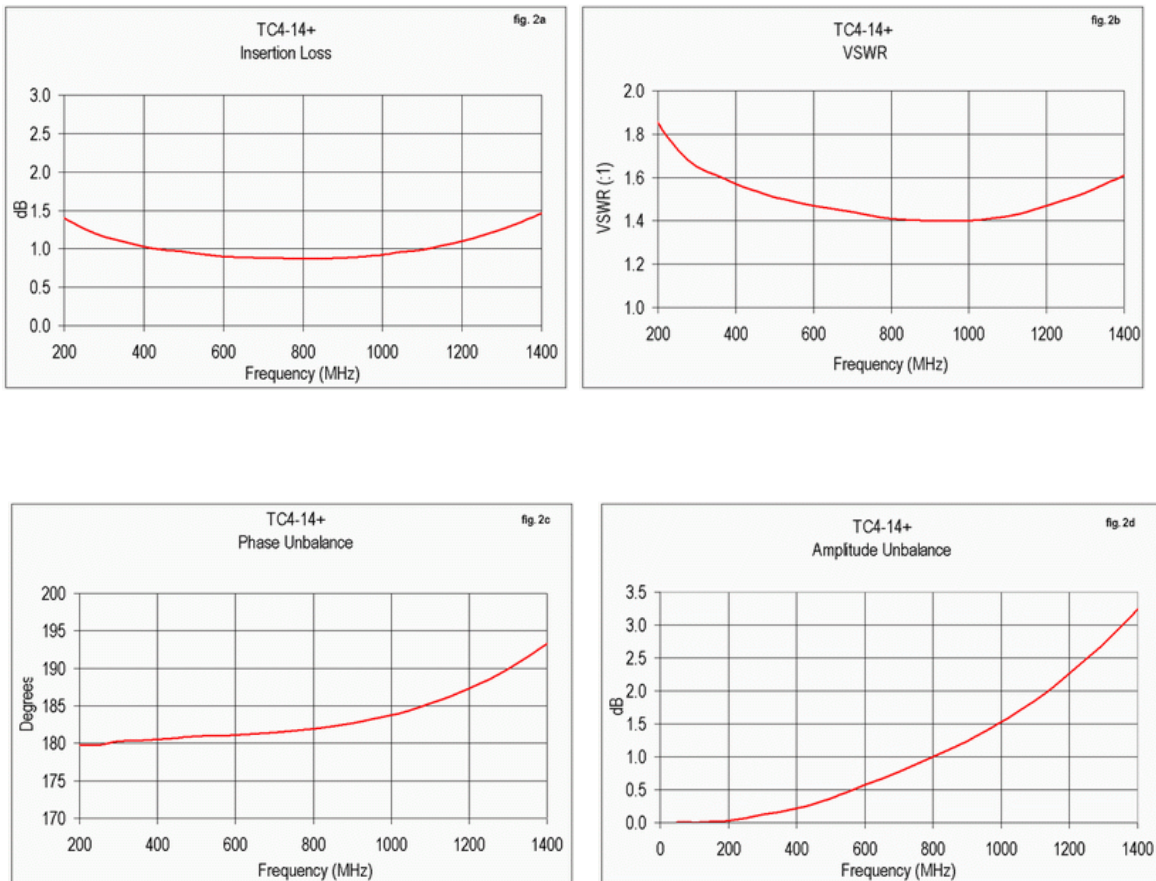 fig. 2a
TC4-14+
Insertion Loss
3.0
2.5
2.0
1.5
1.0
0.5
0.0
dB
200 400 600 800 1000 1200 1400
Frequency (MHz)
fig. 2b
TC4-14+
VSWR
2.0
1.8
1.6
1.4
1.2
1.0
VSWR (:1)
200 400 600 800 1000 1200 1400
Frequency (MHz)
TC4-14+
fig. 2c
Phase Unbalance
200
195
190
185
180
175
170
Degrees
200 400 600 800 1000 1200 1400
Frequency (MHz)
TC4-14+
fig. 2d
Amplitude Unbalance
3.5
3.0
2.5
2.0
1.5
1.0
0.5
0.0
dB
0 200 400 600 800 1000 1200 1400
Frequency (MHz)